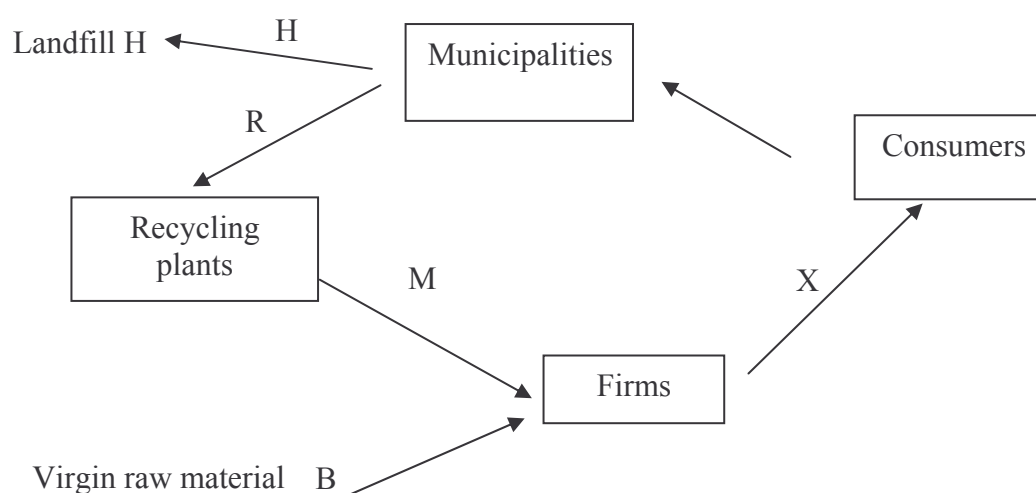 H
Landfill H
Municipalities
R
Consumers
Recycling
plants
M
X
Firms
Virgin raw material B